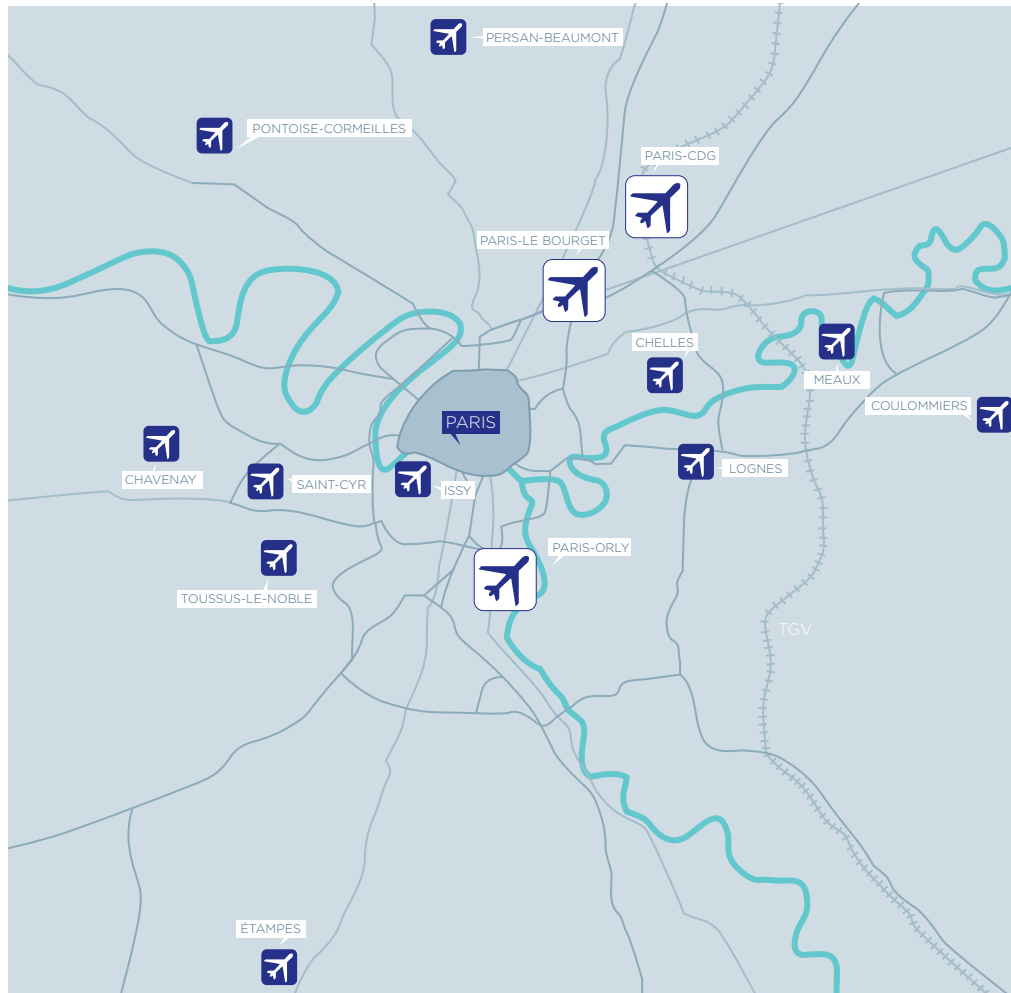 PERSAN-BEAUMONT
PONTOISE-CORMEILLES
PARIS-CDG
PARIS-LE BOURGET
CHELLES
MEAUX
COULOMMIERS
PARIS
LOGNES
CHAVENAY
SAINT-CYR
ISSY
PARIS-ORLY
TOUSSUS-LE-NOBLE
TGV
ÉTAMPES